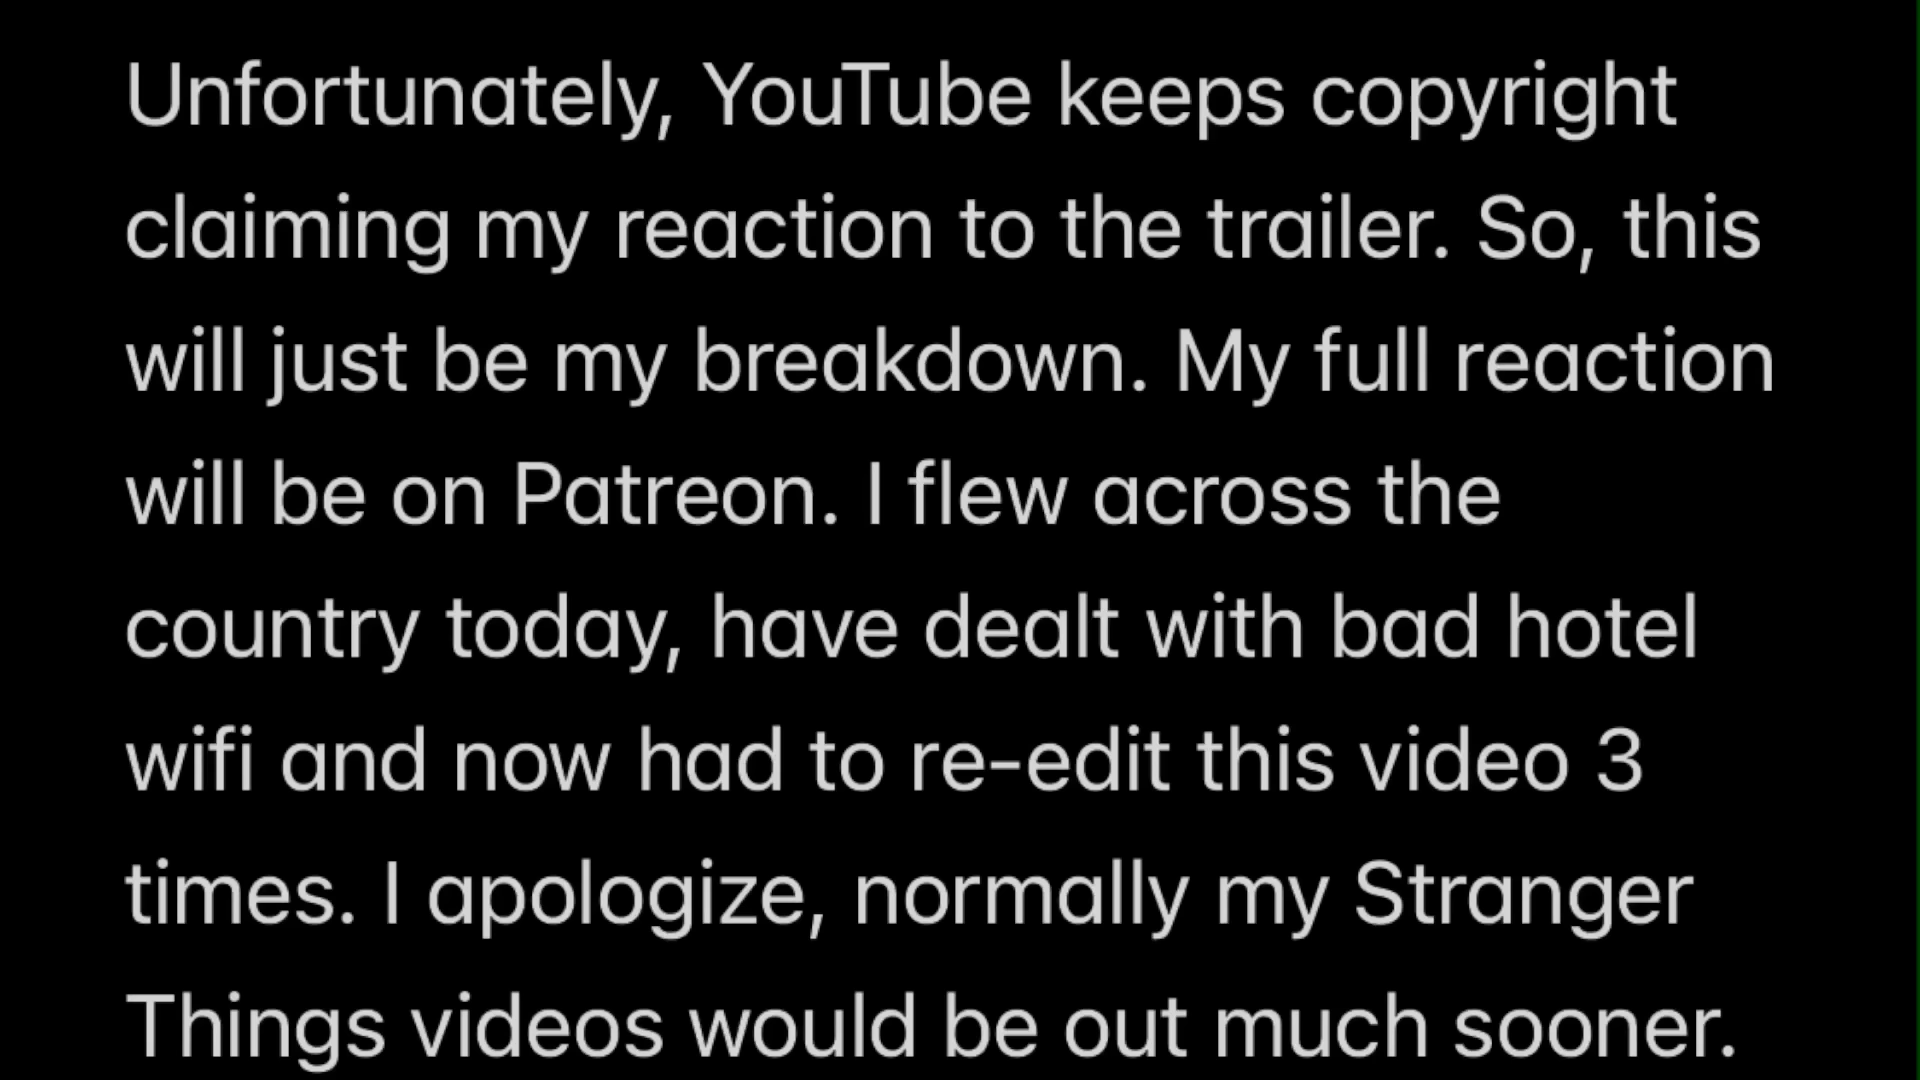 Unfortunately, YouTube keeps copyright
claiming my reaction to the trailer. So, this
will just be my breakdown. My full reaction
will be on Patreon. I flew across the
country today, have dealt with bad hotel
wifi and now had to re-edit this video 3
times. I apologize, normally my Stranger
Things videos would be out much sooner.